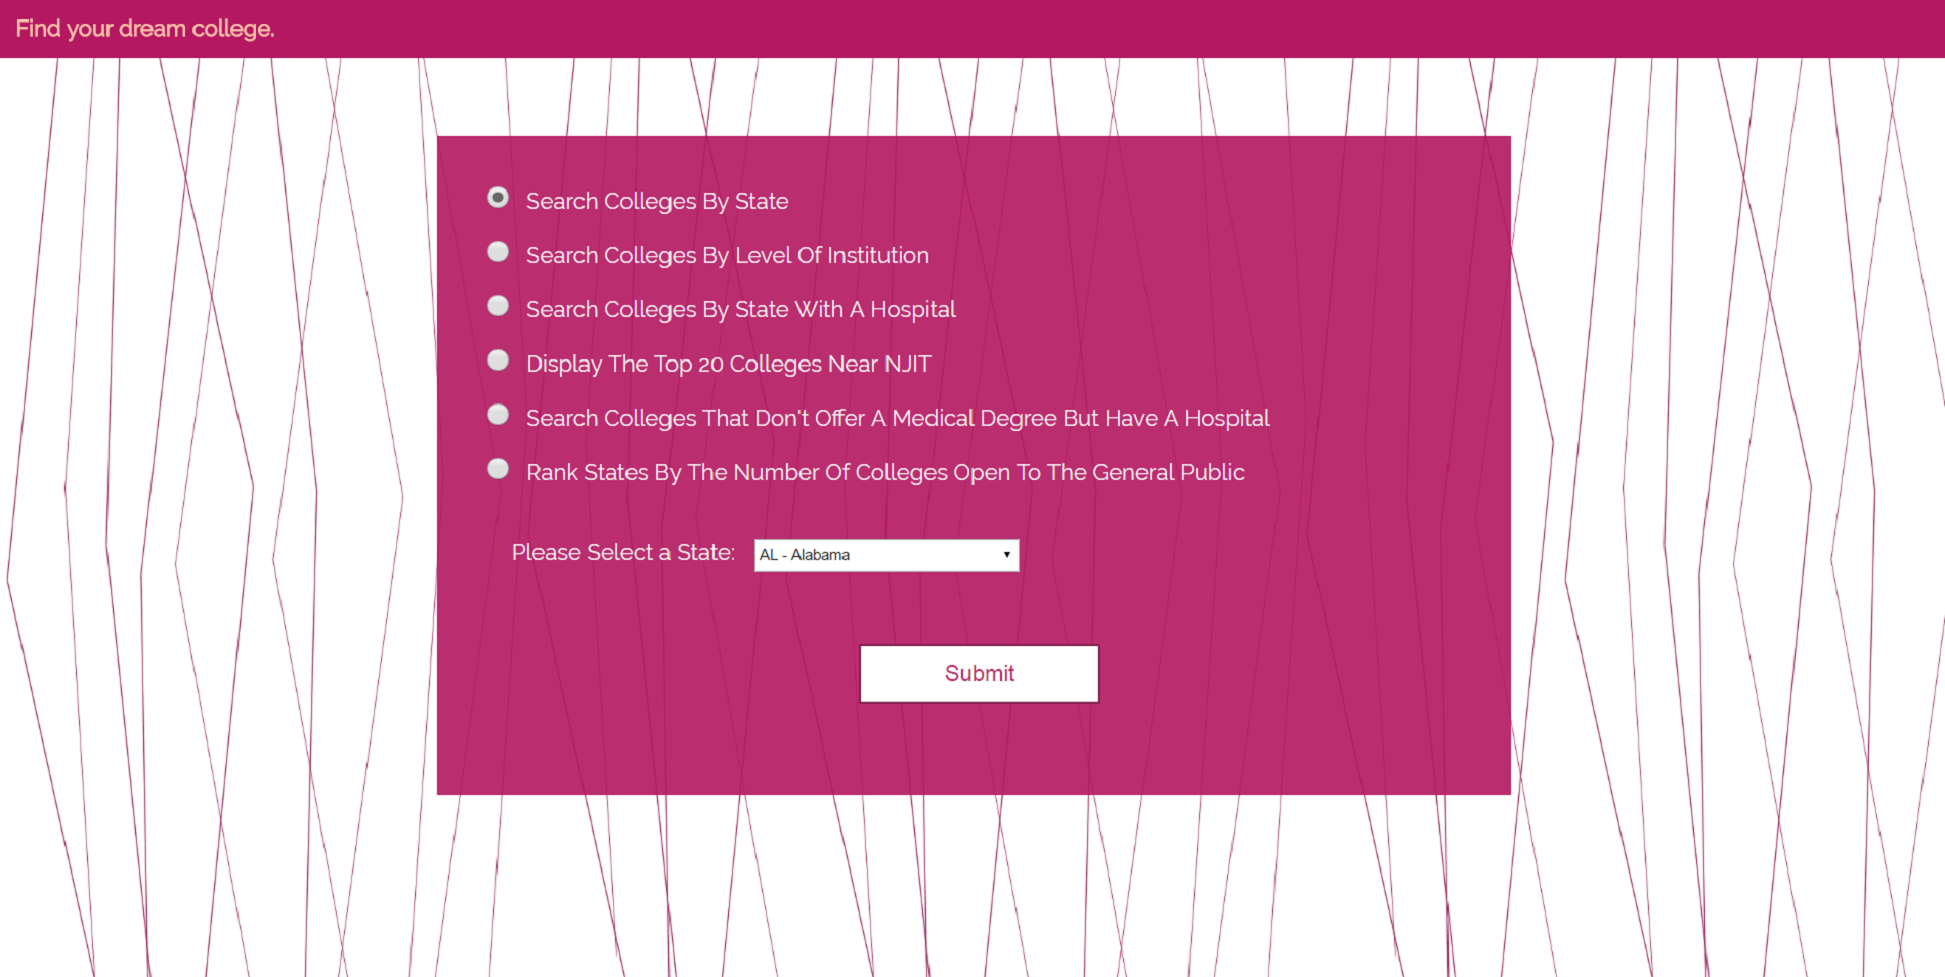 Find your dream college.
Search Colleges By State
Search Colleges By Level Of Institution
Search Colleges By State With A Hospital
Display The Top 20 Colleges Near NJIT
Search Colleges That Don't Offer A Medical Degree But Have A Hospital
Rank States By The Number Of Colleges Open To The General Public
Please Select a State: AL - Alabama
Submit